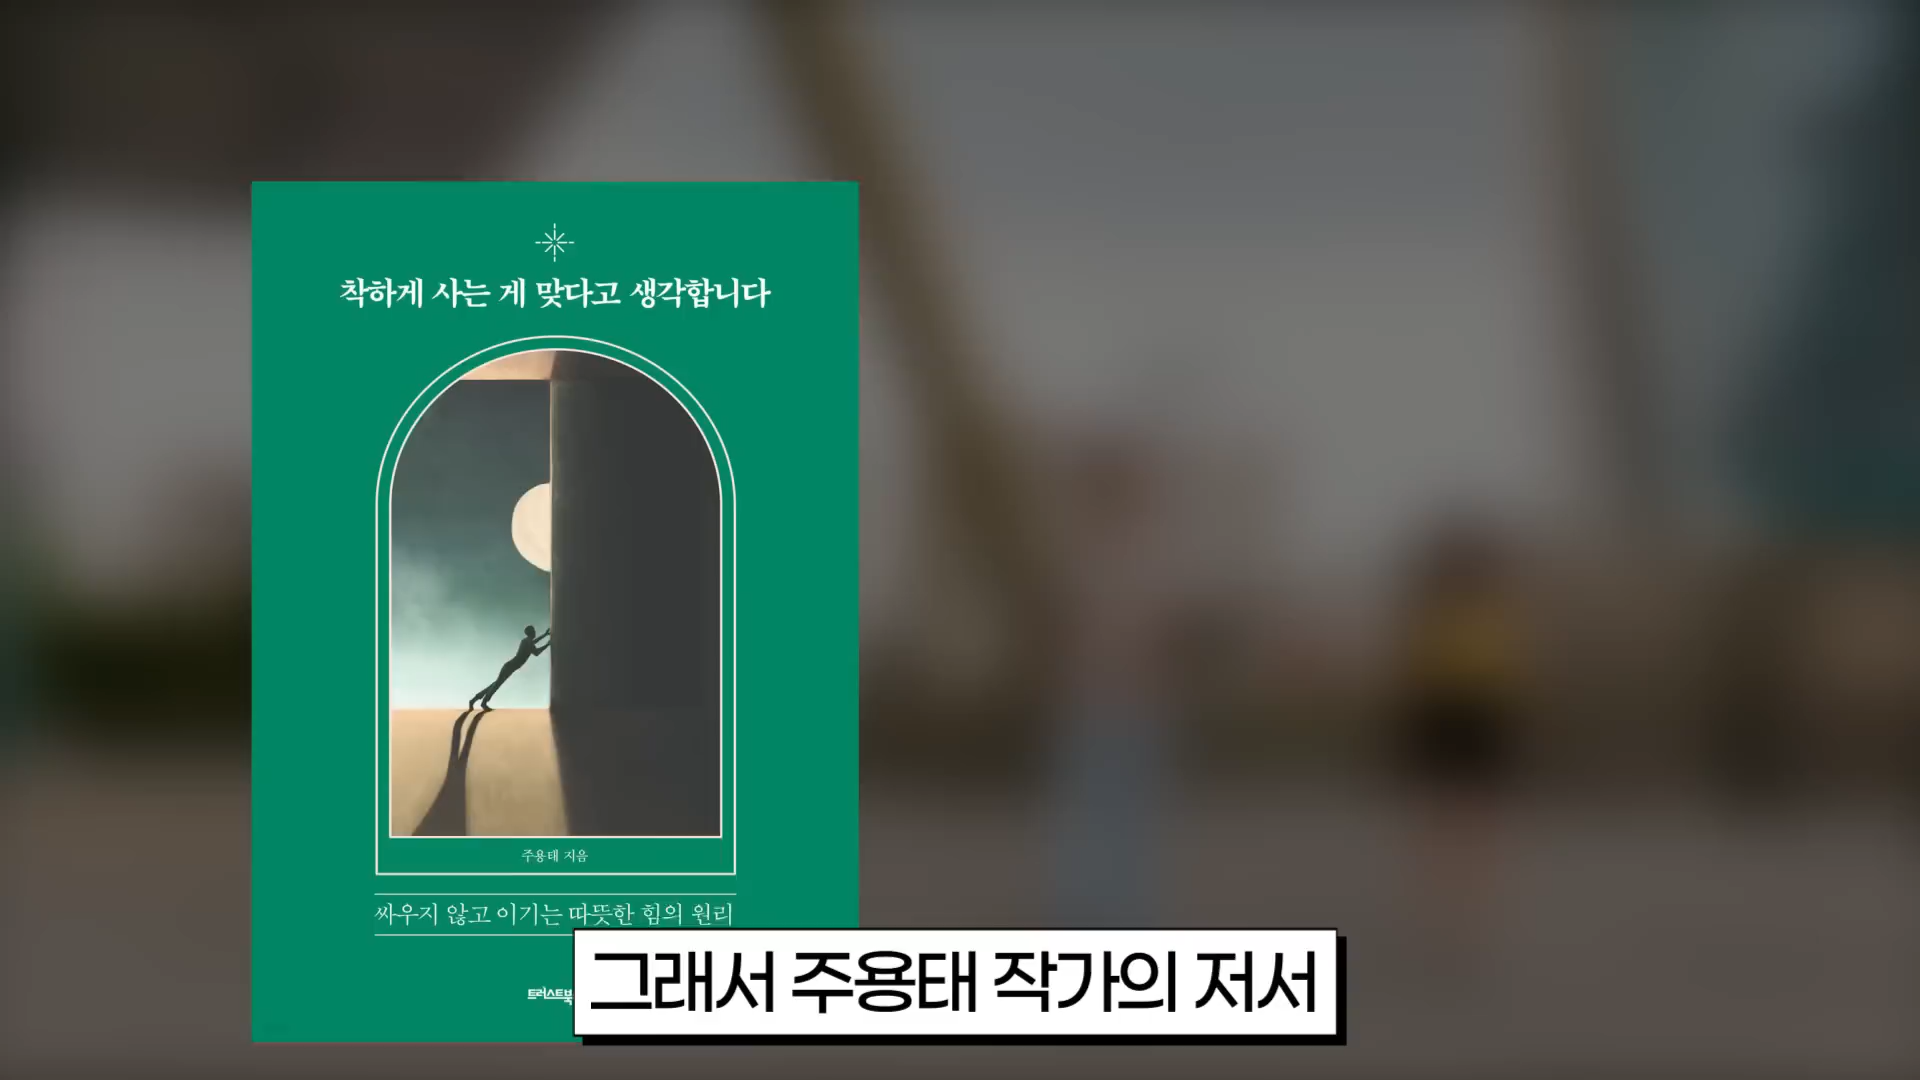 착하게 사는 게 맞다고 생각합니다
주용태 지음
싸우지 않고 이기는 따뜻한 힘의 원리
트러스트북
그래서 주용태 작가의 저서